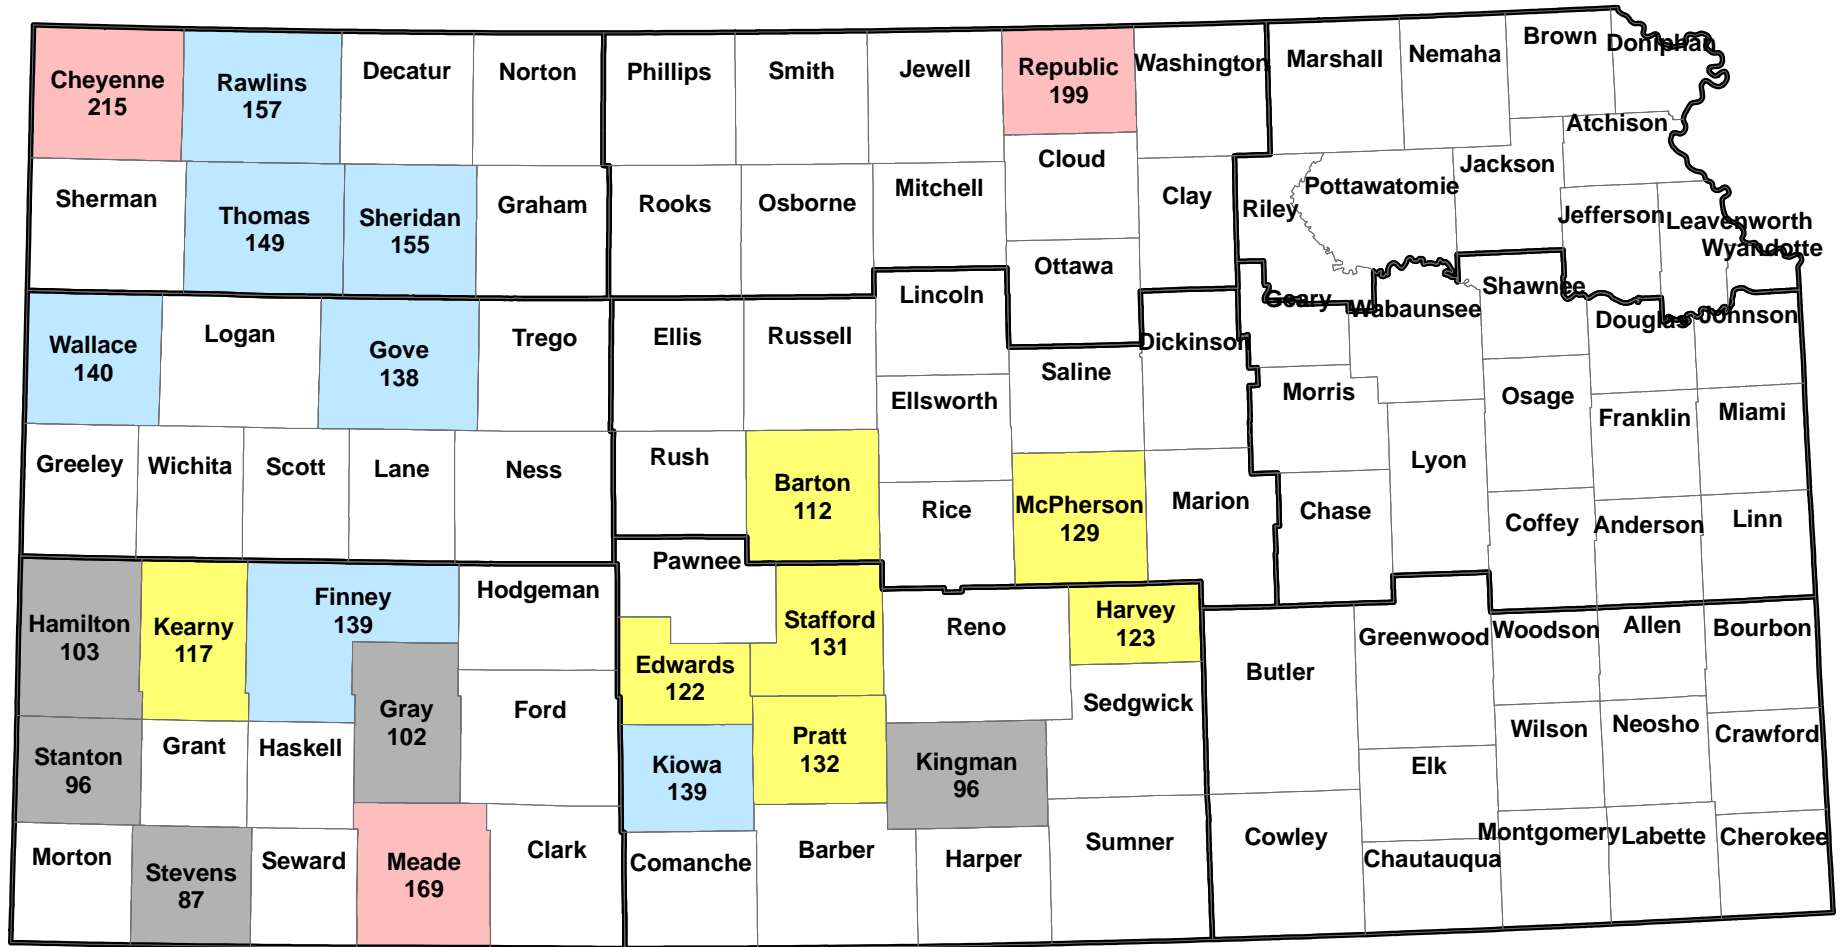 Cheyenne
215
Rawlins
157
Decatur
Norton
Phillips
Smith
Jewell
Republic
199
Washington
Marshall
Nemaha
Brown
Doniphan
Sherman
Thomas
149
Sheridan
155
Graham
Rooks
Osborne
Mitchell
Cloud
Clay
Riley
Pottawatomie
Jackson
Atchison
Jefferson
Leavenworth
Wyandotte
Wallace
140
Logan
Gove
138
Trego
Ellis
Russell
Lincoln
Ottawa
Dickinson
Geary
Wabaunsee
Shawnee
Douglas
Johnson
Greeley
Wichita
Scott
Lane
Ness
Rush
Barton
112
Ellsworth
Saline
Rice
McPherson
129
Marion
Morris
Chase
Lyon
Osage
Franklin
Miami
Coffey
Anderson
Linn
Hamilton
103
Kearny
117
Finney
139
Hodgeman
Pawnee
Stafford
131
Edwards
122
Reno
Harvey
123
Butler
Greenwood
Woodson
Allen
Bourbon
Stanton
96
Grant
Haskell
Gray
102
Ford
Kiowa
139
Pratt
132
Kingman
96
Sedgwick
Elk
Wilson
Neosho
Crawford
Morton
Stevens
87
Seward
Meade
169
Clark
Comanche
Barber
Harper
Sumner
Cowley
Chautauqua
Montgomery
Labette
Cherokee